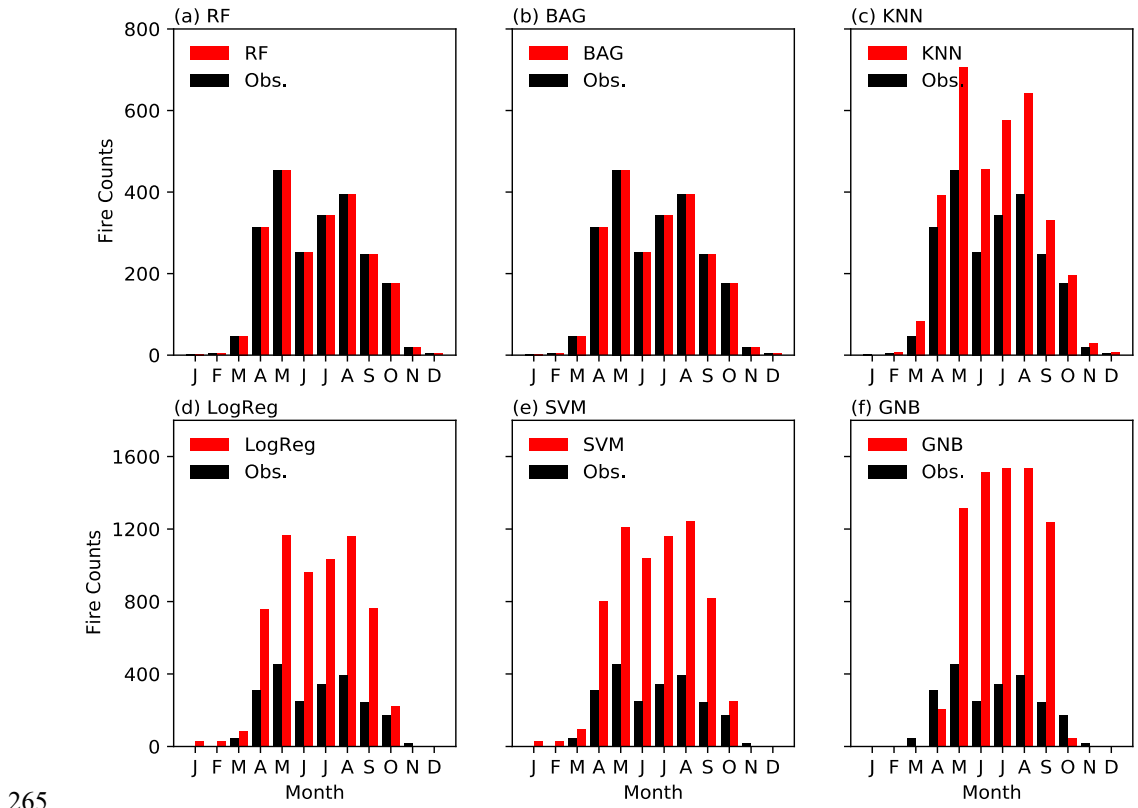 (a) RF
(b) BAG
(c) KNN
RF
Obs.
BAG
Obs.
KNN
Obs.
800
600
400
200
0
Fire Counts
J F M A M J J A S O N D
J F M A M J J A S O N D
J F M A M J J A S O N D
(d) LogReg
(e) SVM
(f) GNB
LogReg
Obs.
SVM
Obs.
GNB
Obs.
1600
1200
800
400
0
Fire Counts
J F M A M J J A S O N D
J F M A M J J A S O N D
J F M A M J J A S O N D
Month
Month
Month
265